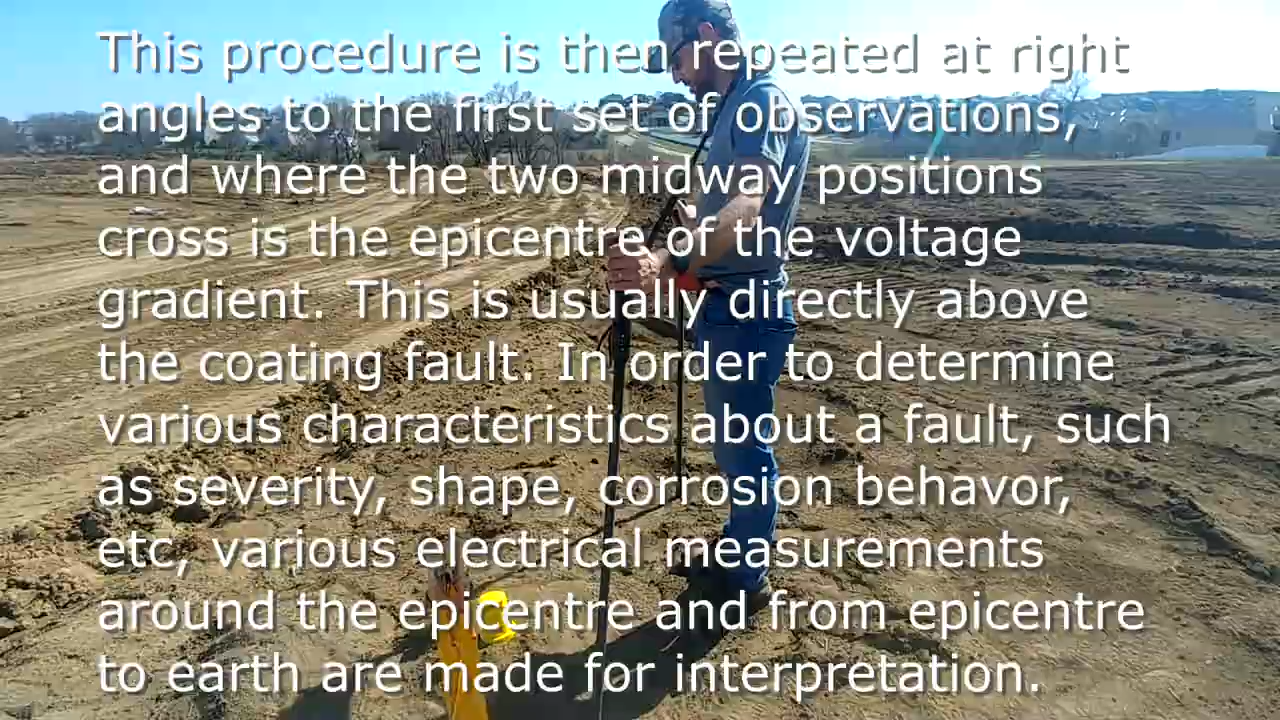 This procedure is then repeated at right
angles to the first set of observations,
and where the two midway positions
cross is the epicentre of the voltage
gradient. This is usually directly above
the coating fault. In order to determine
various characteristics about a fault, such
as severity, shape, corrosion behavor,
etc, various electrical measurements
around the epicentre and from epicentre
to earth are made for interpretation.